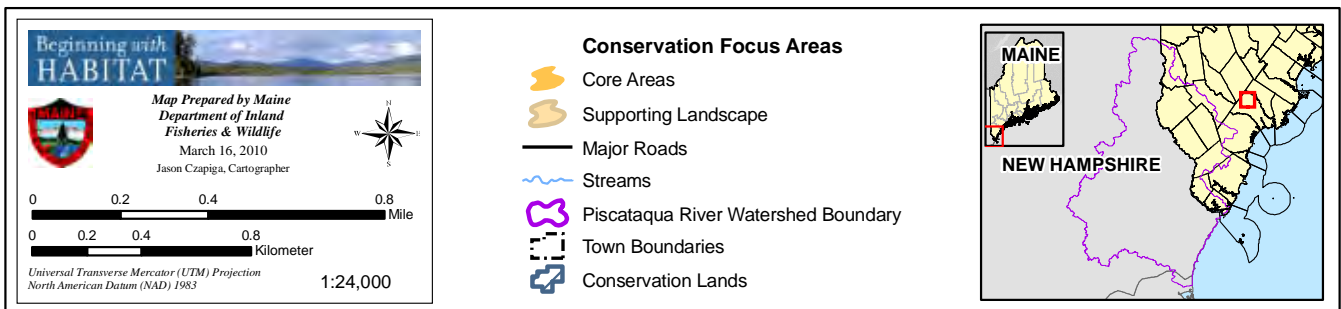 Beginning with
HABITAT
MAINE
Map Prepared by Maine
Department of Inland
Fisheries & Wildlife
March 16, 2010
Jason Czapiga, Cartographer
N
W E
S
0 0.2 0.4 0.8
Mile
0 0.2 0.4 0.8
Kilometer
Universal Transverse Mercator (UTM) Projection
North American Datum (NAD) 1983
1:24,000
Conservation Focus Areas
Core Areas
Supporting Landscape
Major Roads
Streams
Piscataqua River Watershed Boundary
Town Boundaries
Conservation Lands
MAINE
NEW HAMPSHIRE